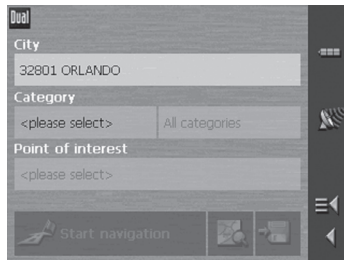 Dual
City
32801 ORLANDO
Category
<please select> All categories
Point of interest
<please select>
Start navigation